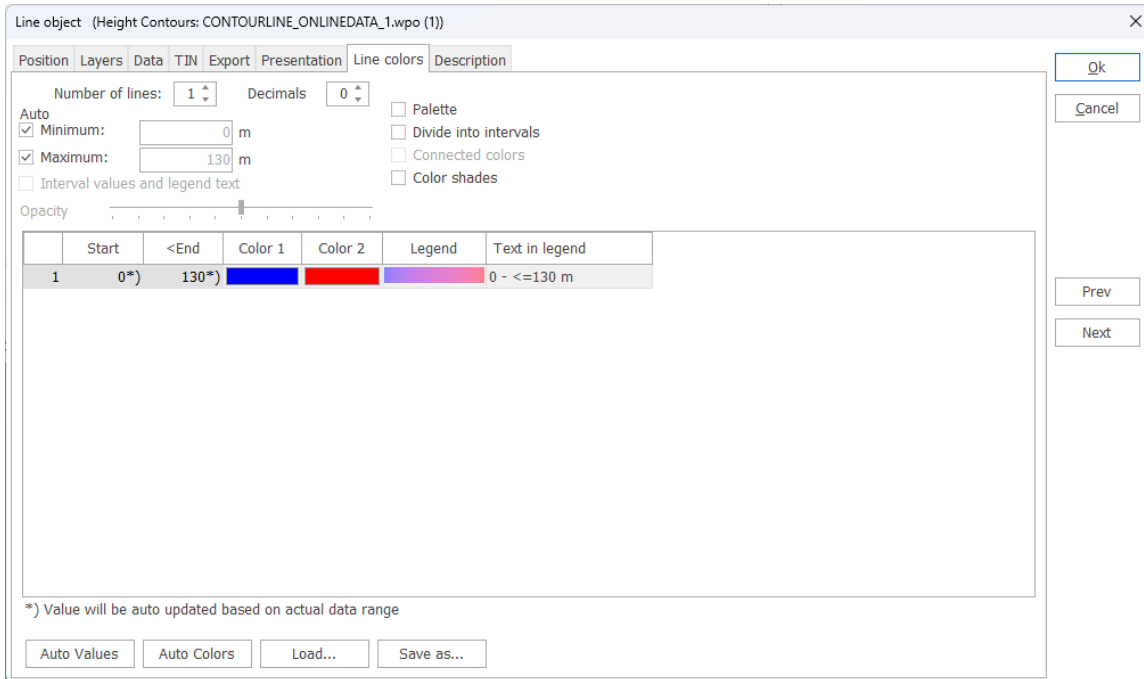 Line object (Height Contours: CONTOURLINE_ONLINEDATA_1.wpo (1))
Position Layers Data TIN Export Presentation Line colors Description
Ok
Cancel
Number of lines: 1 Decimals 0
Auto
Minimum: 0 m
Maximum: 130 m
Interval values and legend text
Opacity
Palette
Divide into intervals
Connected colors
Color shades
Start <End Color 1 Color 2 Legend Text in legend
1 0*) 130*) 0 - <=130 m
Prev
Next
*) Value will be auto updated based on actual data range
Auto Values Auto Colors Load... Save as...